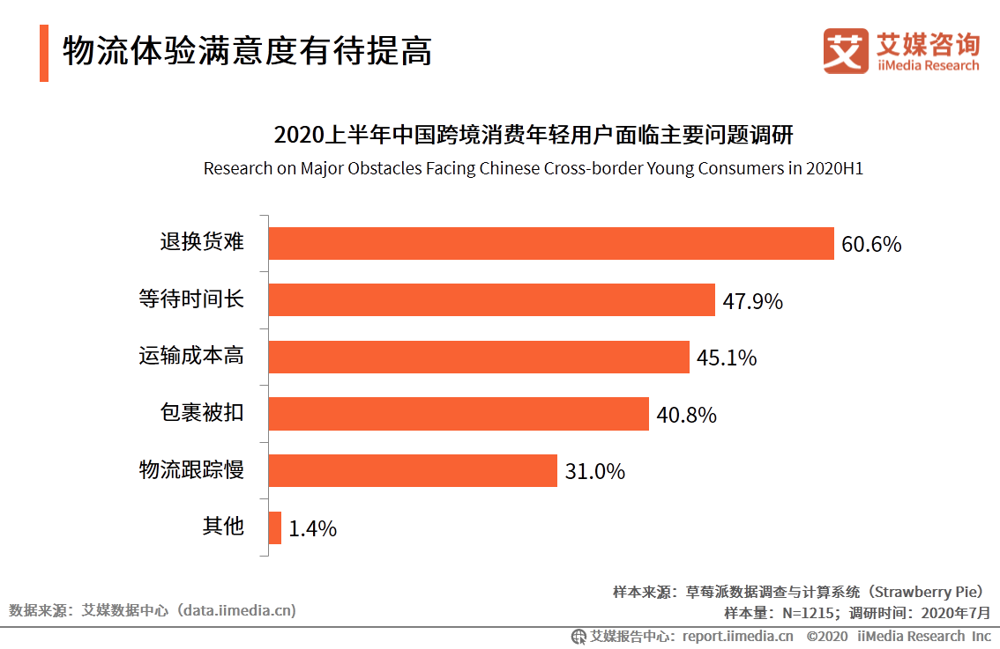 物流体验满意度有待提高
艾 艾媒咨询
iiMedia Research
2020上半年中国跨境消费年轻用户面临主要问题调研
Research on Major Obstacles Facing Chinese Cross-border Young Consumers in 2020H1
退换货难 60.6%
等待时间长 47.9%
运输成本高 45.1%
包裹被扣 40.8%
物流跟踪慢 31.0%
其他 1.4%
样本来源：草莓派数据调查与计算系统（Strawberry Pie）
数据来源：艾媒数据中心（data.iimedia.cn）
样本量：N=1215；调研时间：2020年7月
艾媒报告中心：report.iimedia.cn ©2020 iiMedia Research Inc